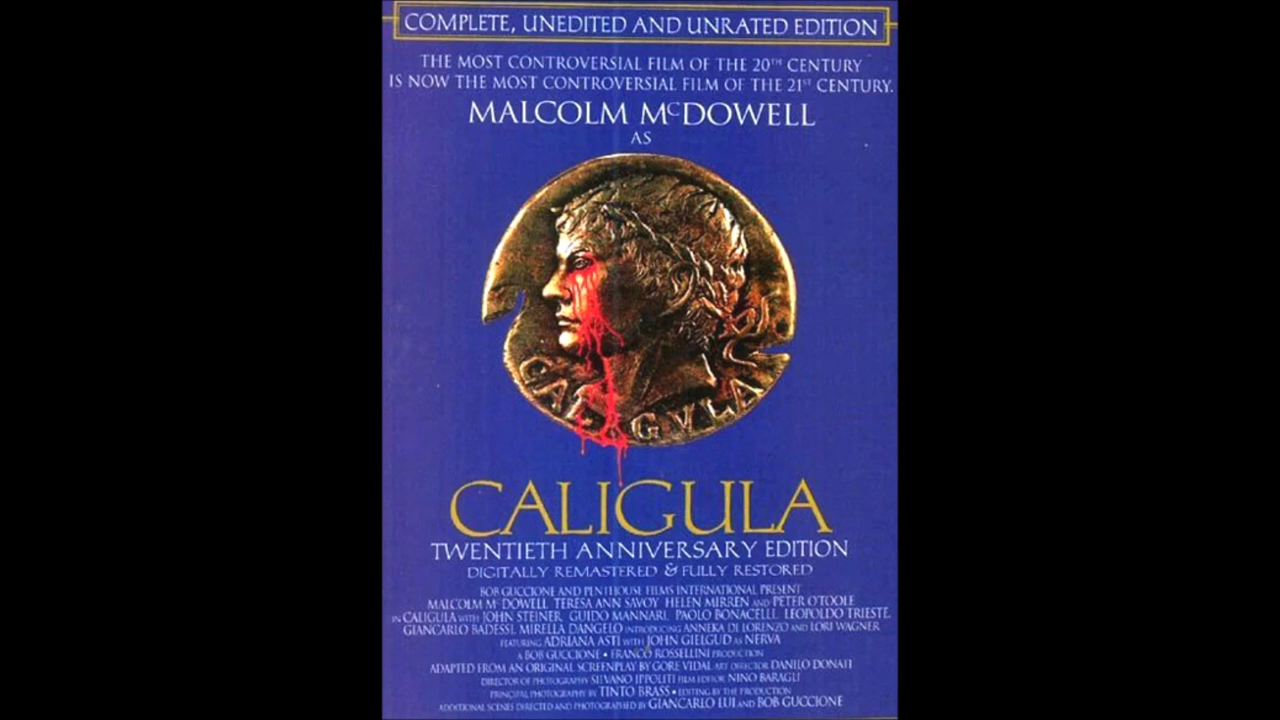 COMPLETE, UNEDITED AND UNRATED EDITION
THE MOST CONTROVERSIAL FILM OF THE 20TH CENTURY
IS NOW THE MOST CONTROVERSIAL FILM OF THE 21ST CENTURY.
MALCOLM McDOWELL
AS
CALIGVLA
CALIGULA
TWENTIETH ANNIVERSARY EDITION
DIGITALLY REMASTERED & FULLY RESTORED
BOB GUCCIONE AND PENTHOUSE FILMS INTERNATIONAL PRESENT
MALCOLM McDOWELL TERESA ANN SAVOY HELEN MIRREN AND PETER O'TOOLE
IN CALIGULA WITH JOHN STEINER, GUIDO MANNARI, PAOLO BONACELLI, LEOPOLDO TRIESTE,
GIANCARLO BADESSI, MIRELLA DANGELO INTRODUCING ANNEKA DI LORENZO AND LORI WAGNER
FEATURING ADRIANA ASTI WITH JOHN GIELGUD AS NERVA
A BOB GUCCIONE • FRANCO ROSSELLINI PRODUCTION
ADAPTED FROM AN ORIGINAL SCREENPLAY BY GORE VIDAL ART DIRECTOR DANILO DONATI
DIRECTOR OF PHOTOGRAPHY SILVANO IPPOLITI FILM EDITOR NINO BARAGLI
PRINCIPAL PHOTOGRAPHY BY TINTO BRASS • EDITING BY THE PRODUCTION
ADDITIONAL SCENES DIRECTED AND PHOTOGRAPHED BY GIANCARLO LUI AND BOB GUCCIONE